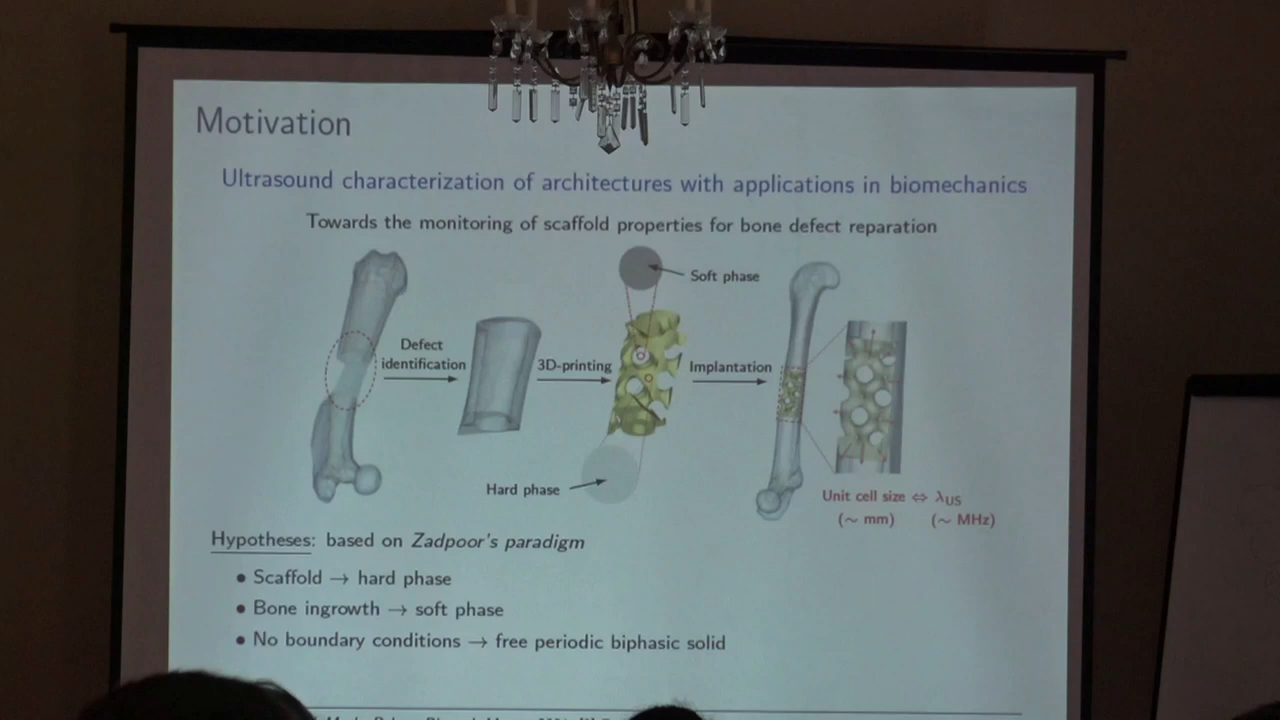 Motivation
Ultrasound characterization of architectures with applications in biomechanics
Towards the monitoring of scaffold properties for bone defect reparation
Soft phase
Defect
identification
3D-printing
Implantation
Hard phase
Unit cell size ⇔ λUS
(∼ mm) (∼ MHz)
Hypotheses: based on Zadpoor's paradigm
• Scaffold → hard phase
• Bone ingrowth → soft phase
• No boundary conditions → free periodic biphasic solid